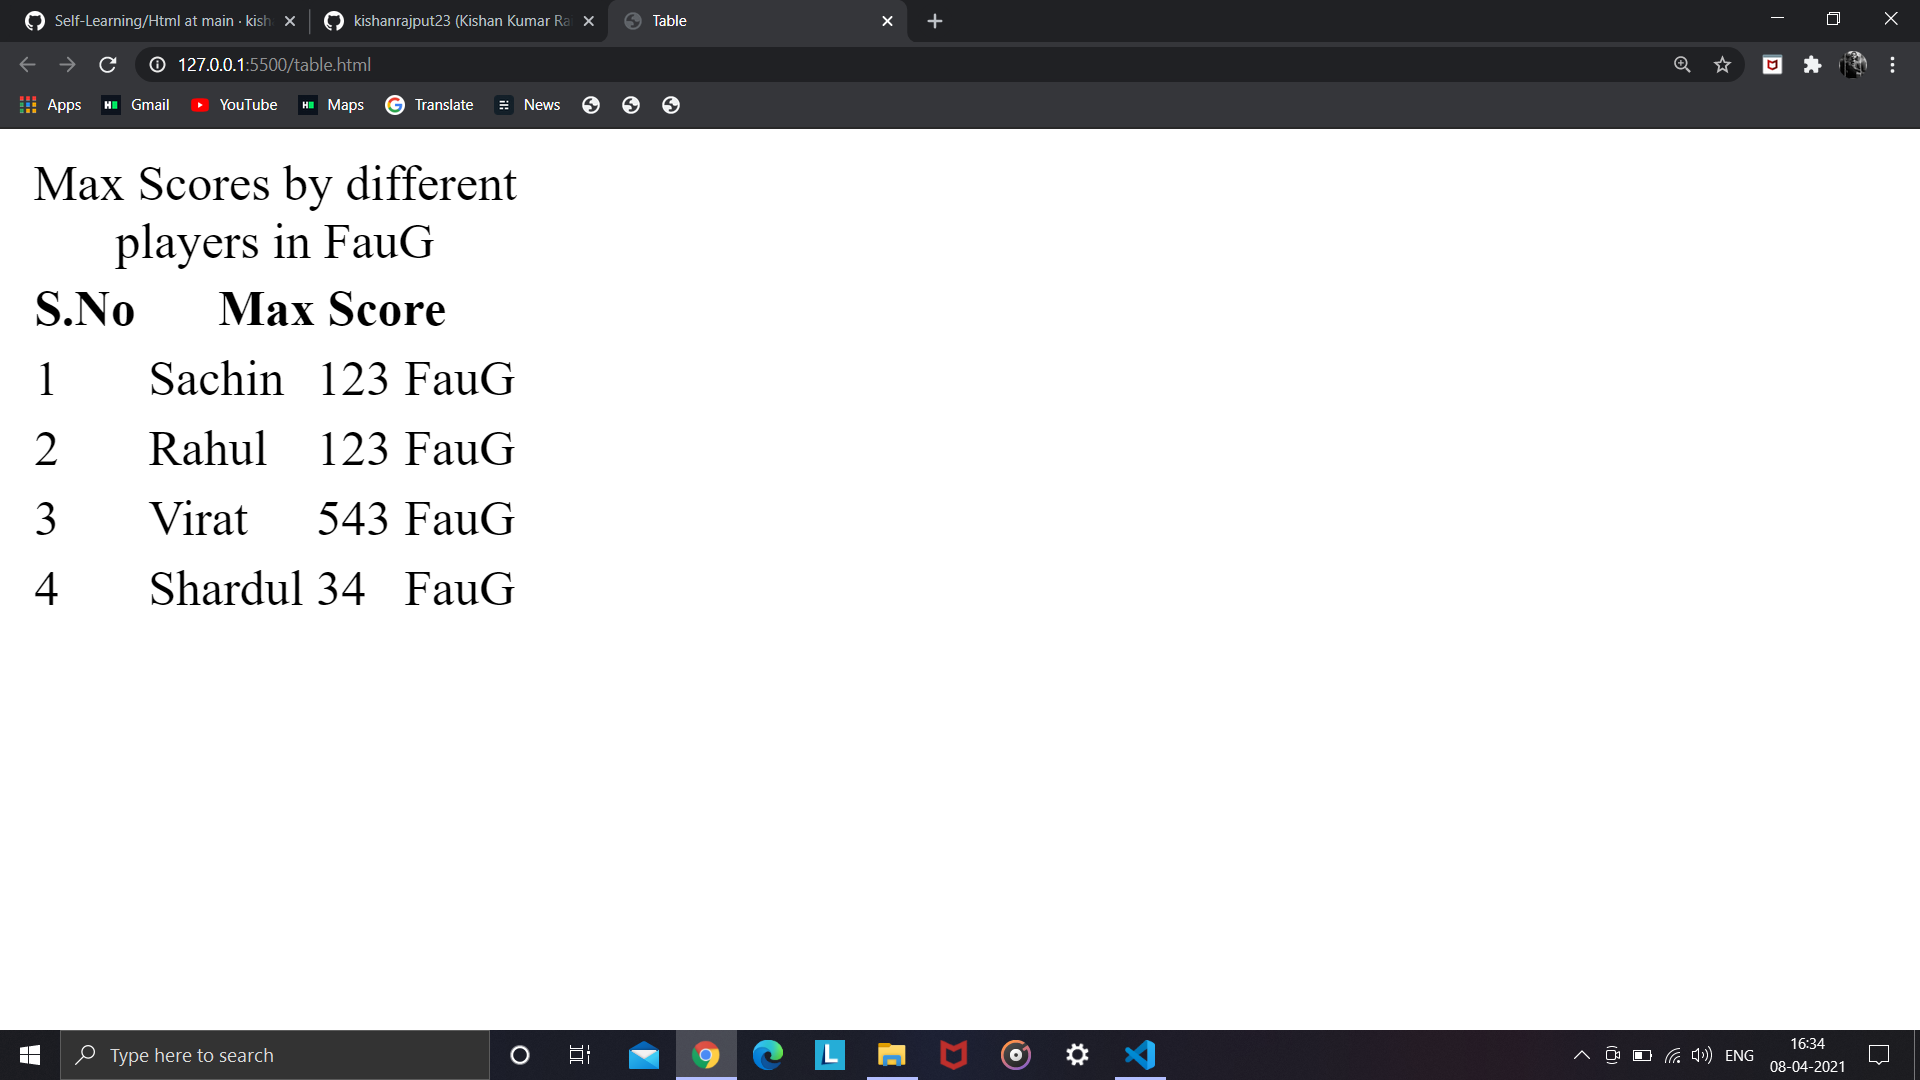 Self-Learning/Html at main · kish
kishanrajput23 (Kishan Kumar Ra
Table
127.0.0.1:5500/table.html
Apps
Gmail
YouTube
Maps
Translate
News
Max Scores by different
players in FauG
S.No Max Score
1 Sachin 123 FauG
2 Rahul 123 FauG
3 Virat 543 FauG
4 Shardul 34 FauG
Type here to search
L
ENG
16:34
08-04-2021